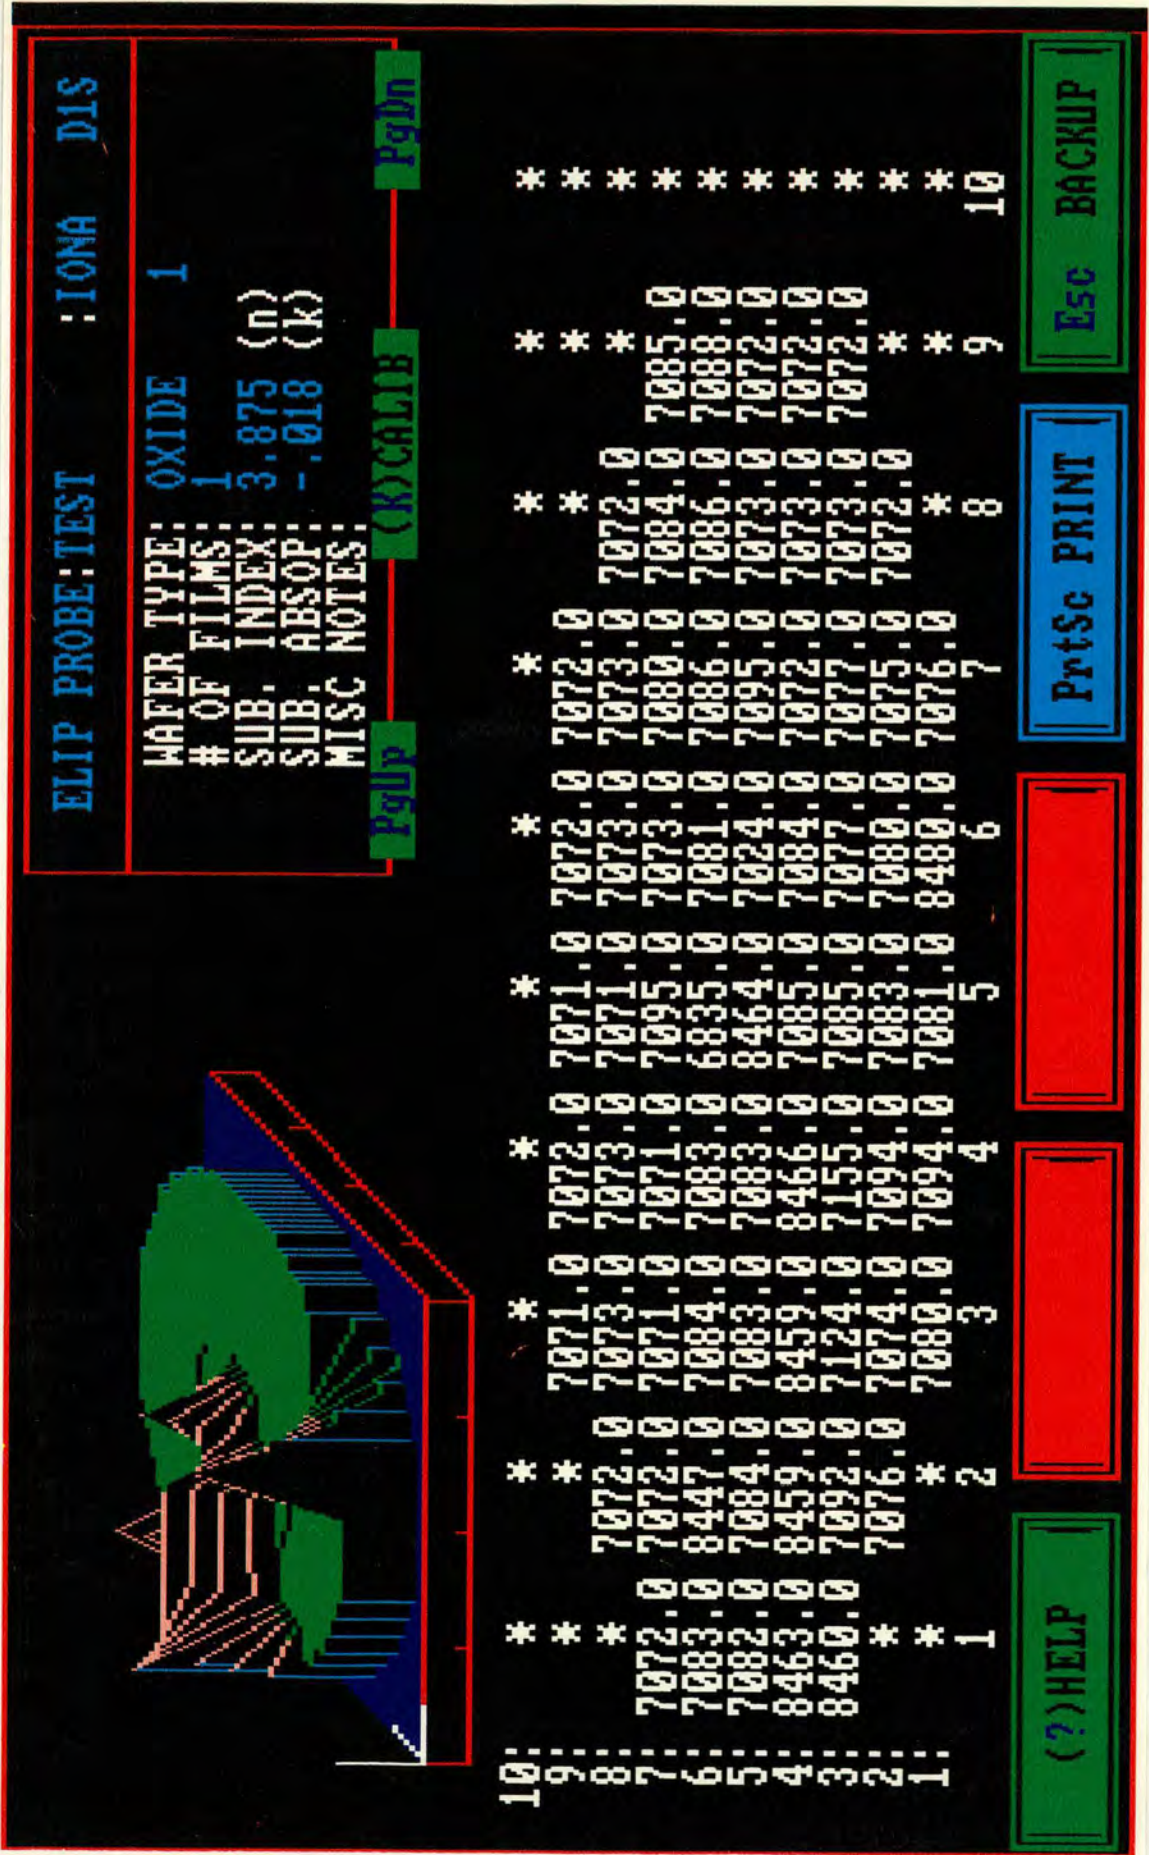 ELIP PROBE:TEST :IONA D1S
WAFER TYPE: OXIDE 1
# OF FILMS: 1
SUB. INDEX: 3.875 (n)
SUB. ABSOP: -.018 (k)
MISC NOTES:
PgUp (K)CALIB PgDn
10: * * * * * * * * * *
9: * * 7071.0 7072.0 7071.0 7072.0 7072.0 * * *
8: * 7072.0 7073.0 7073.0 7071.0 7073.0 7073.0 7072.0 * *
7: 7072.0 7072.0 7071.0 7071.0 7095.0 7073.0 7080.0 7084.0 7085.0 *
6: 7083.0 8447.0 7084.0 7083.0 6835.0 7081.0 7086.0 7086.0 7088.0 *
5: 7082.0 7084.0 7083.0 7083.0 8464.0 7024.0 7095.0 7073.0 7072.0 *
4: 8463.0 8459.0 8459.0 8466.0 7085.0 7084.0 7072.0 7073.0 7072.0 *
3: 8460.0 7092.0 7124.0 7155.0 7085.0 7077.0 7077.0 7073.0 7072.0 *
2: * 7076.0 7074.0 7094.0 7083.0 7080.0 7075.0 7072.0 * *
1: * * 7080.0 7094.0 7081.0 8480.0 7076.0 * * *
1 2 3 4 5 6 7 8 9 10
(?)HELP PrtSc PRINT Esc BACKUP